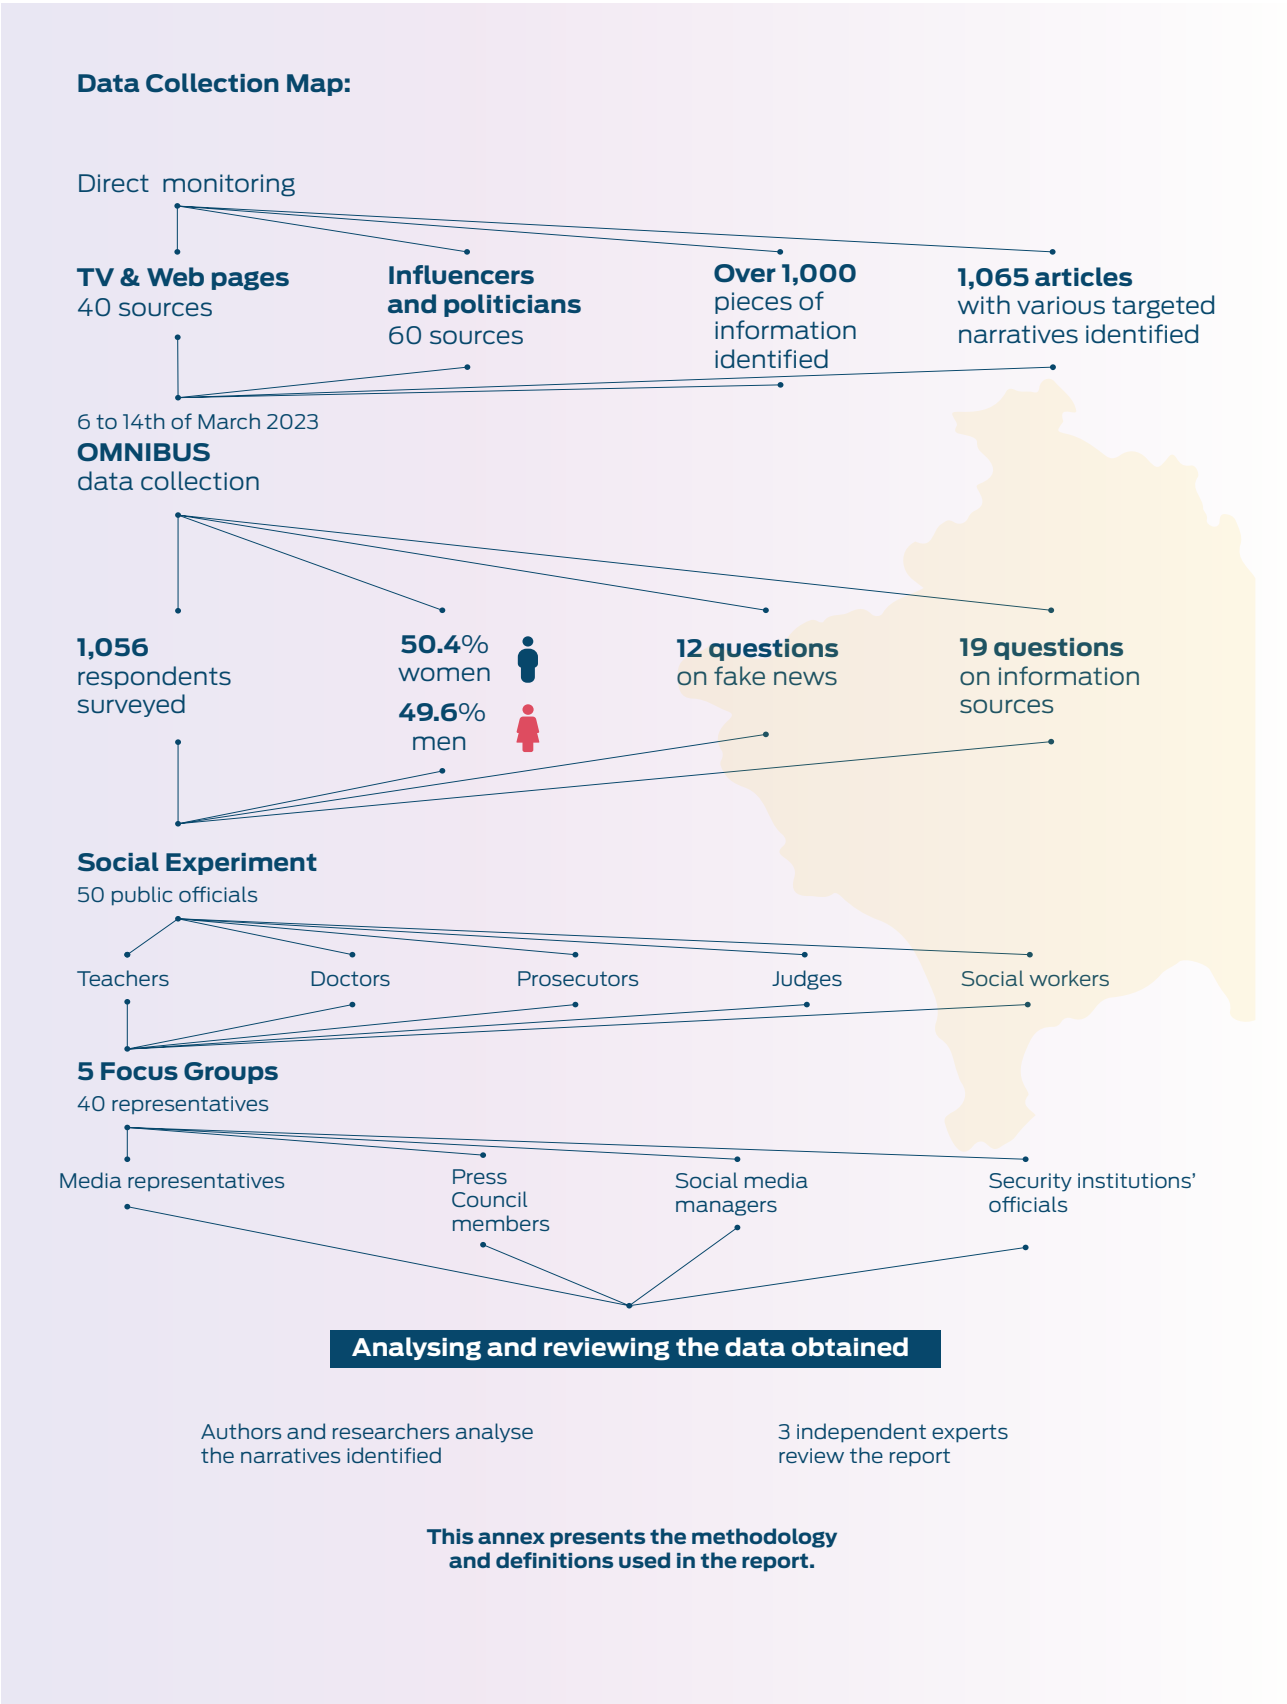 Data Collection Map:
Direct monitoring
TV & Web pages
40 sources
Influencers
and politicians
60 sources
Over 1,000
pieces of
information
identified
1,065 articles
with various targeted
narratives identified
6 to 14th of March 2023
OMNIBUS
data collection
1,056
respondents
surveyed
50.4%
women
49.6%
men
12 questions
on fake news
19 questions
on information
sources
Social Experiment
50 public officials
Teachers
Doctors
Prosecutors
Judges
Social workers
5 Focus Groups
40 representatives
Media representatives
Press
Council
members
Social media
managers
Security institutions’
officials
Analysing and reviewing the data obtained
Authors and researchers analyse
the narratives identified
3 independent experts
review the report
This annex presents the methodology
and definitions used in the report.